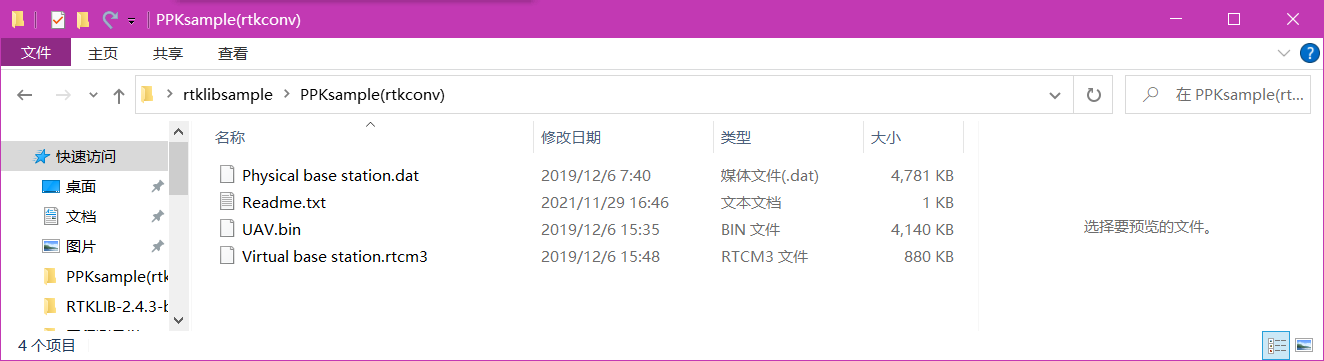 PPKsample(rtkconv)
文件 主页 共享 查看
rtklibsample PPKsample(rtkconv) 在 PPKsample(rt...
名称 修改日期 类型 大小
快速访问
桌面
文档
图片
PPKsample(rtk
RTKLIB-2.4.3-b
Physical base station.dat 2019/12/6 7:40 媒体文件(.dat) 4,781 KB
Readme.txt 2021/11/29 16:46 文本文档 1 KB
UAV.bin 2019/12/6 15:35 BIN 文件 4,140 KB
Virtual base station.rtcm3 2019/12/6 15:48 RTCM3 文件 880 KB
选择要预览的文件。
4 个项目